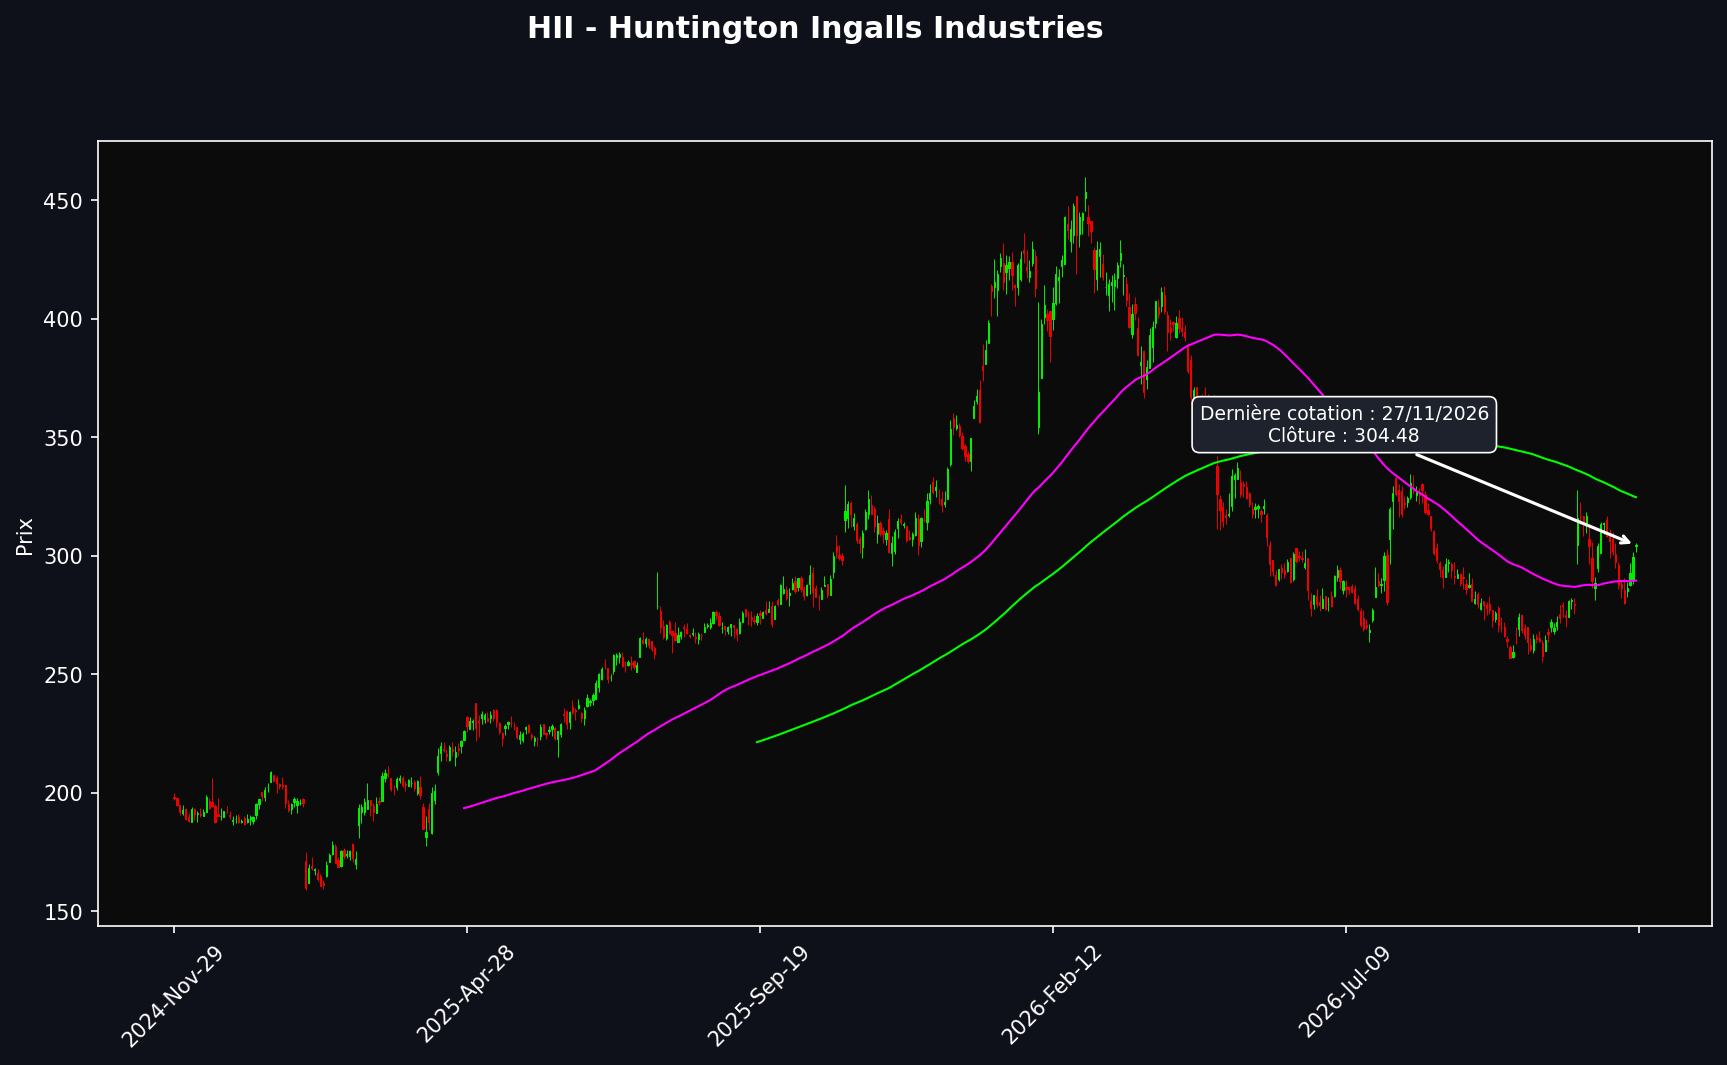 HII - Huntington Ingalls Industries
Prix
450
400
350
300
250
200
150
Dernière cotation : 27/11/2026
Clôture : 304.48
2024-Nov-29
2025-Apr-28
2025-Sep-19
2026-Feb-12
2026-Jul-09